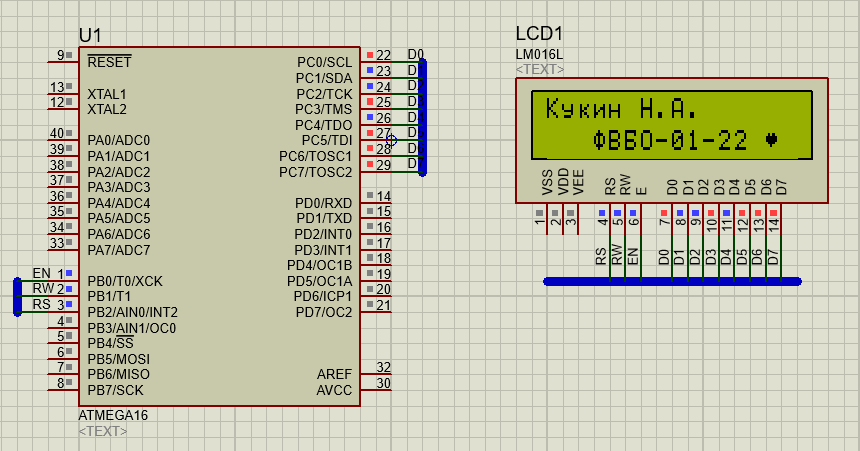 U1
9
RESET
13
XTAL1
12
XTAL2
40
PA0/ADC0
39
PA1/ADC1
38
PA2/ADC2
37
PA3/ADC3
36
PA4/ADC4
35
PA5/ADC5
34
PA6/ADC6
33
PA7/ADC7
EN 1
PB0/T0/XCK
RW 2
PB1/T1
RS 3
PB2/AIN0/INT2
4
PB3/AIN1/OC0
5
PB4/SS
6
PB5/MOSI
7
PB6/MISO
8
PB7/SCK
PC0/SCL
22
D0
PC1/SDA
23
PC2/TCK
24
PC3/TMS
25
PC4/TDO
26
PC5/TDI
27
PC6/TOSC1
28
PC7/TOSC2
29
PD0/RXD
14
PD1/TXD
15
PD2/INT0
16
PD3/INT1
17
PD4/OC1B
18
PD5/OC1A
19
PD6/ICP1
20
PD7/OC2
21
AREF
32
AVCC
30
ATMEGA16
<TEXT>
LCD1
LM016L
<TEXT>
Кукин Н.А.
ФВБО-01-22 ♥
VSS VDD VEE RS RW E D0 D1 D2 D3 D4 D5 D6 D7
1 2 3 4 5 6 7 8 9 10 11 12 13 14
RS RW EN D0 D1 D2 D3 D4 D5 D6 D7